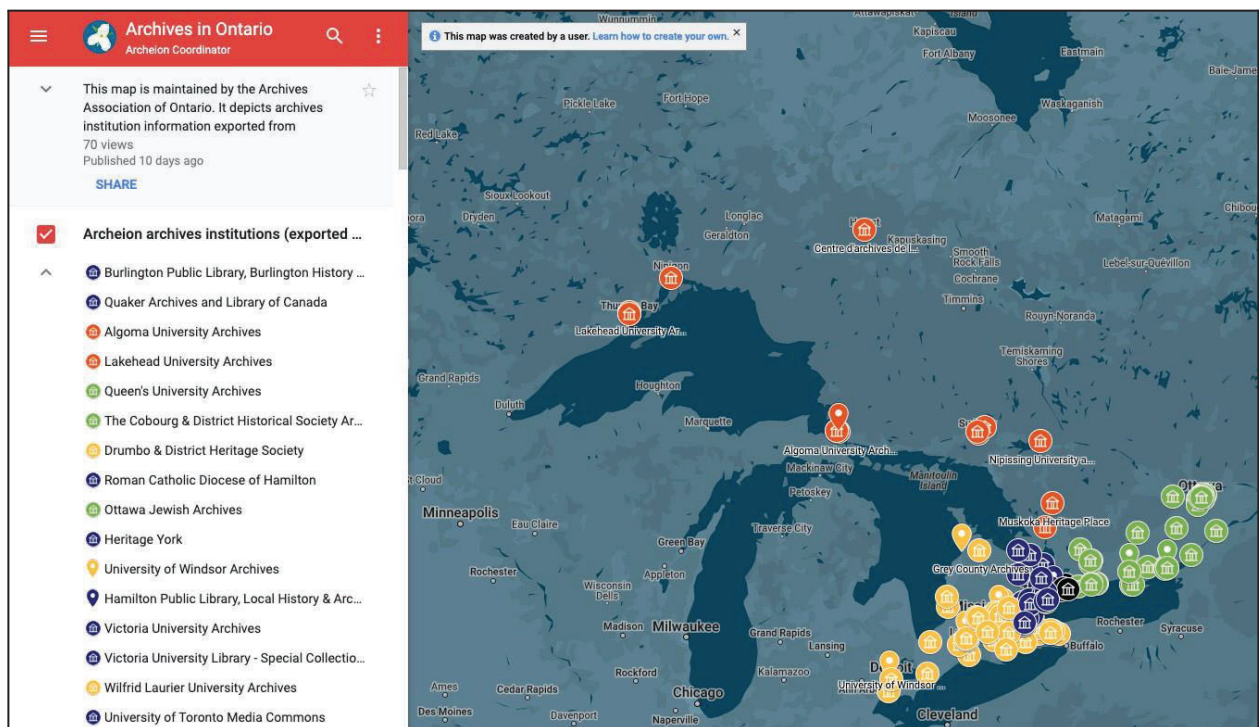 Archives in Ontario
Archeion Coordinator
This map is maintained by the Archives
Association of Ontario. It depicts archives
institution information exported from
70 views
Published 10 days ago
SHARE
Archeion archives institutions (exported ...
Burlington Public Library, Burlington History ...
Quaker Archives and Library of Canada
Algoma University Archives
Lakehead University Archives
Queen's University Archives
The Cobourg & District Historical Society Ar...
Drumbo & District Heritage Society
Roman Catholic Diocese of Hamilton
Ottawa Jewish Archives
Heritage York
University of Windsor Archives
Hamilton Public Library, Local History & Arc...
Victoria University Archives
Victoria University Library - Special Collectio...
Wilfrid Laurier University Archives
University of Toronto Media Commons
This map was created by a user. Learn how to create your own.
Wunnummin
Attawapiskat
Island
Kapiscau
Fort Albany
Eastmain
Baie-Jame
Pickle Lake
Fort Hope
Waskaganish
Moosonee
Red Lake
Sioux Lookout
Dryden
Longlac
Geraldton
Centre d'archives de l...
Kapuskasing
Smooth
Rock Falls
Cochrane
Matagami
Chibou
Lebel-sur-Quévillon
Nipigon
Timmins
Rouyn-Noranda
Lakehead University Ar...
Temiskaming
Shores
Grand Rapids
Houghton
Duluth
Marquette
Algoma University Arch...
Nipissing University a...
Mackinaw City
Manitoulin
Island
Petoskey
St Cloud
Minneapolis
Eau Claire
Traverse City
Muskoka Heritage Place
Ottawa
Green Bay
Appleton
Grey County Archives
Rochester
Wisconsin
Dells
Madison
Milwaukee
Grand Rapids
Lansing
Rochester
Syracuse
Buffalo
Rockford
Kalamazoo
University of Windsor ...
Ames
Cedar Rapids
Chicago
Des Moines
Davenport
Naperville
Cleveland